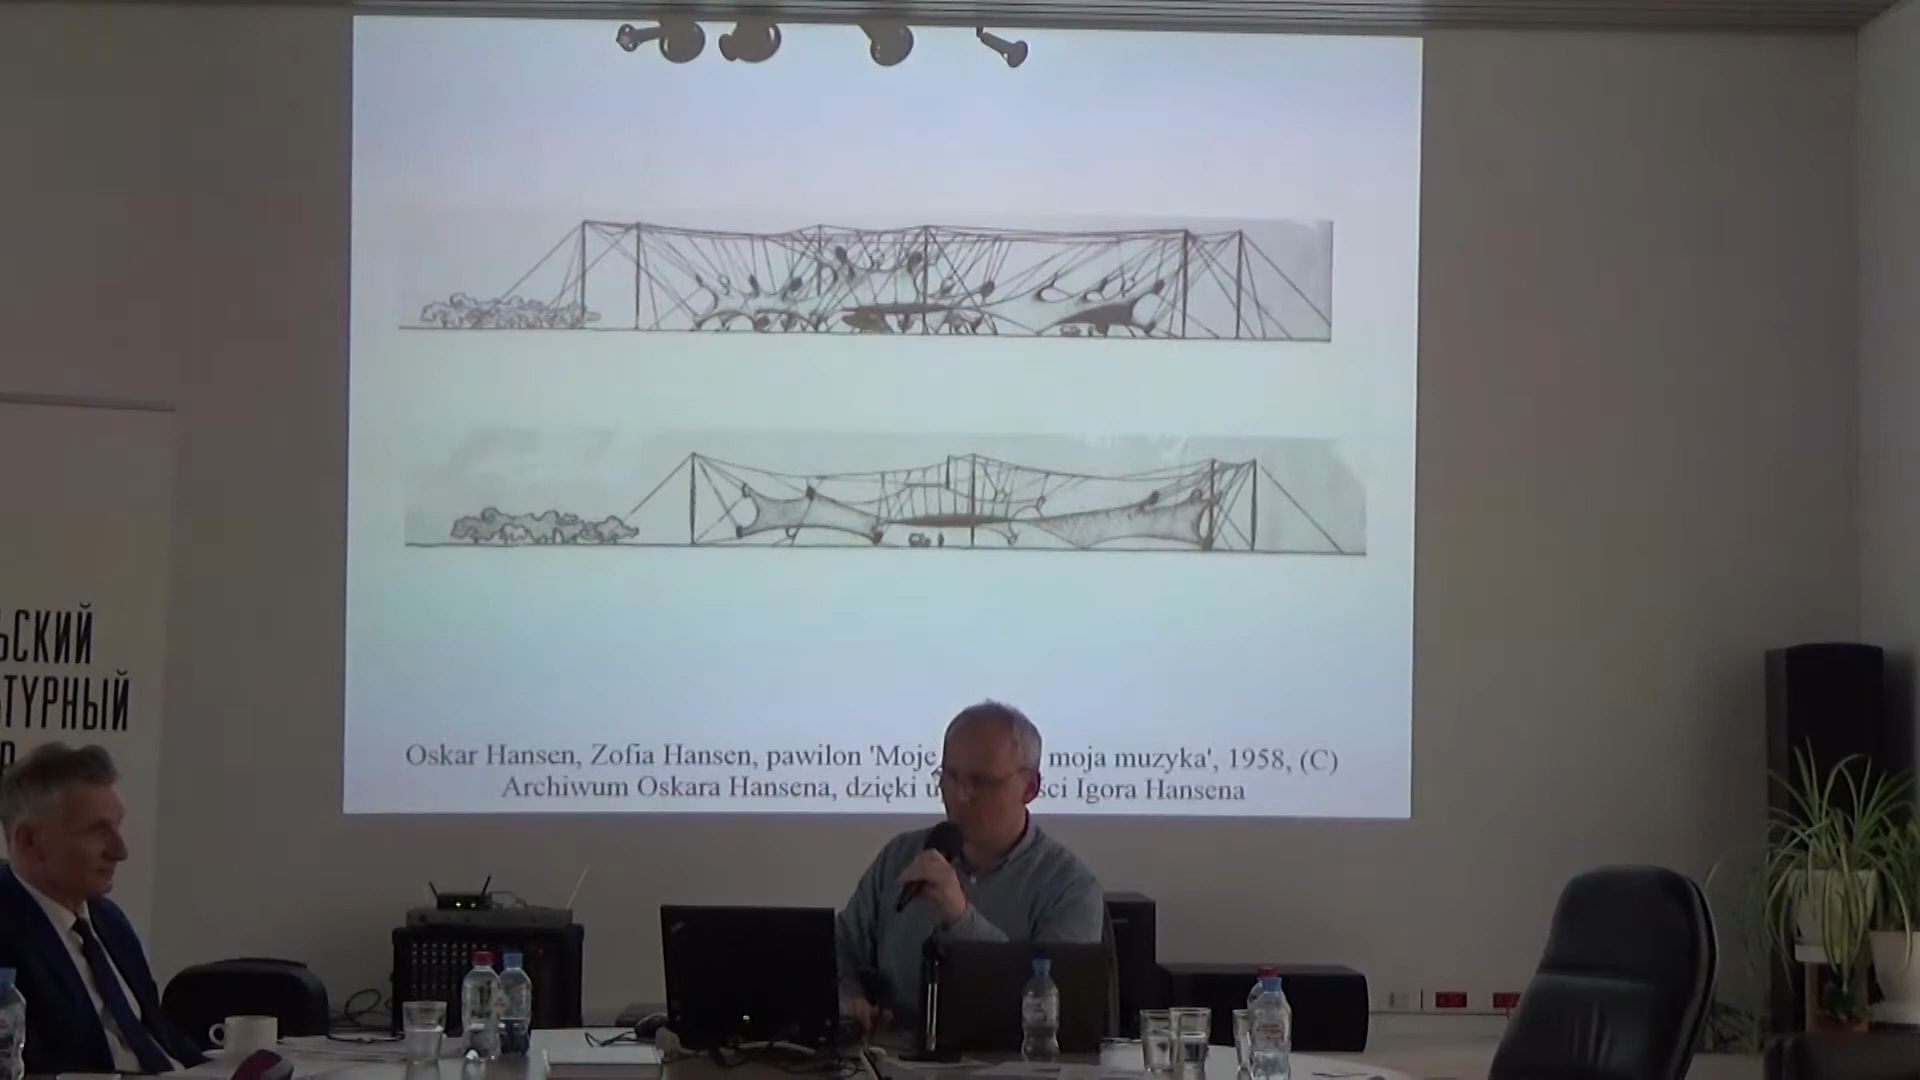 Oskar Hansen, Zofia Hansen, pawilon 'Moje moja muzyka', 1958, (C)
Archiwum Oskara Hansena, dzięki Igora Hansena
ЬСКИЙ
ТУРНЫЙ